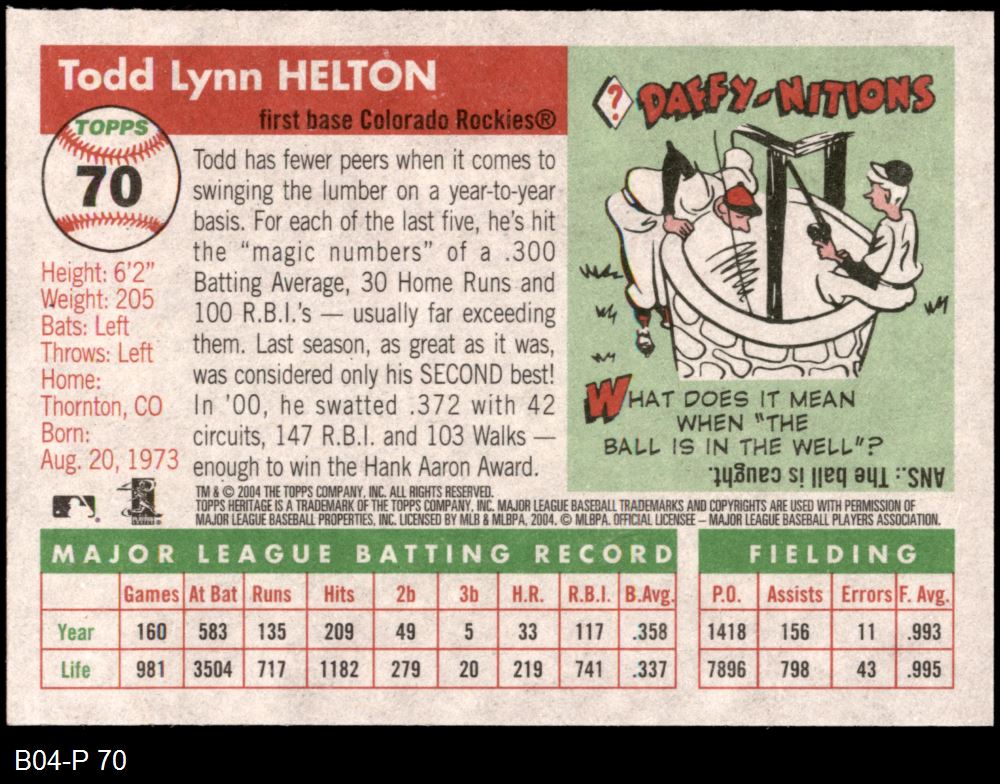 Todd Lynn HELTON
first base Colorado Rockies®
TOPPS
70
Height: 6'2"
Weight: 205
Bats: Left
Throws: Left
Home:
Thornton, CO
Born:
Aug. 20, 1973
Todd has fewer peers when it comes to
swinging the lumber on a year-to-year
basis. For each of the last five, he's hit
the "magic numbers" of a .300
Batting Average, 30 Home Runs and
100 R.B.I.'s — usually far exceeding
them. Last season, as great as it was,
was considered only his SECOND best!
In '00, he swatted .372 with 42
circuits, 147 R.B.I. and 103 Walks —
enough to win the Hank Aaron Award.
?
DAFFY-NITIONS
WHAT DOES IT MEAN
WHEN "THE
BALL IS IN THE WELL"?
ANS.: The ball is caught.
TM & © 2004 THE TOPPS COMPANY, INC. ALL RIGHTS RESERVED.
TOPPS HERITAGE IS A TRADEMARK OF THE TOPPS COMPANY, INC. MAJOR LEAGUE BASEBALL TRADEMARKS AND COPYRIGHTS ARE USED WITH PERMISSION OF
MAJOR LEAGUE BASEBALL PROPERTIES, INC. LICENSED BY MLB & MLBPA, 2004. © MLBPA. OFFICIAL LICENSEE – MAJOR LEAGUE BASEBALL PLAYERS ASSOCIATION.
MAJOR LEAGUE BATTING RECORD FIELDING
Games At Bat Runs Hits 2b 3b H.R. R.B.I. B.Avg. P.O. Assists Errors F. Avg.
Year 160 583 135 209 49 5 33 117 .358 1418 156 11 .993
Life 981 3504 717 1182 279 20 219 741 .337 7896 798 43 .995
B04-P 70